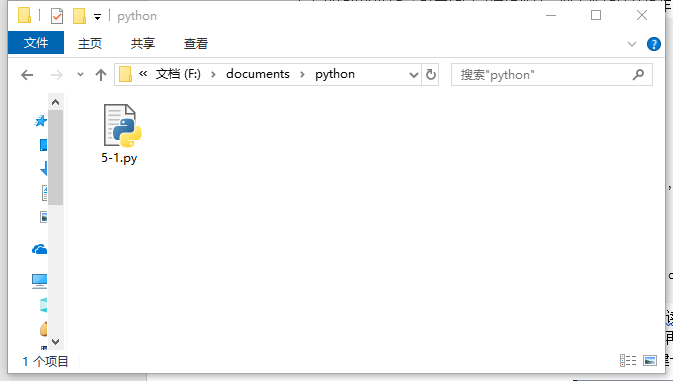 python
文件 主页 共享 查看
« 文档 (F:) › documents › python 搜索"python"
5-1.py
1 个项目